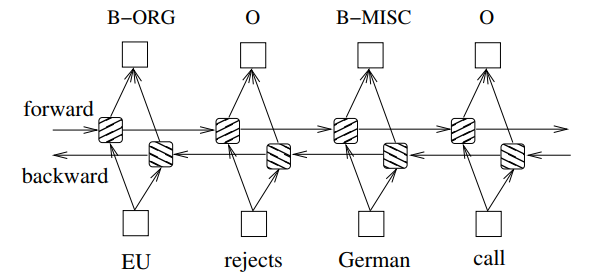 B-ORG O B-MISC O
forward
backward
EU rejects German call